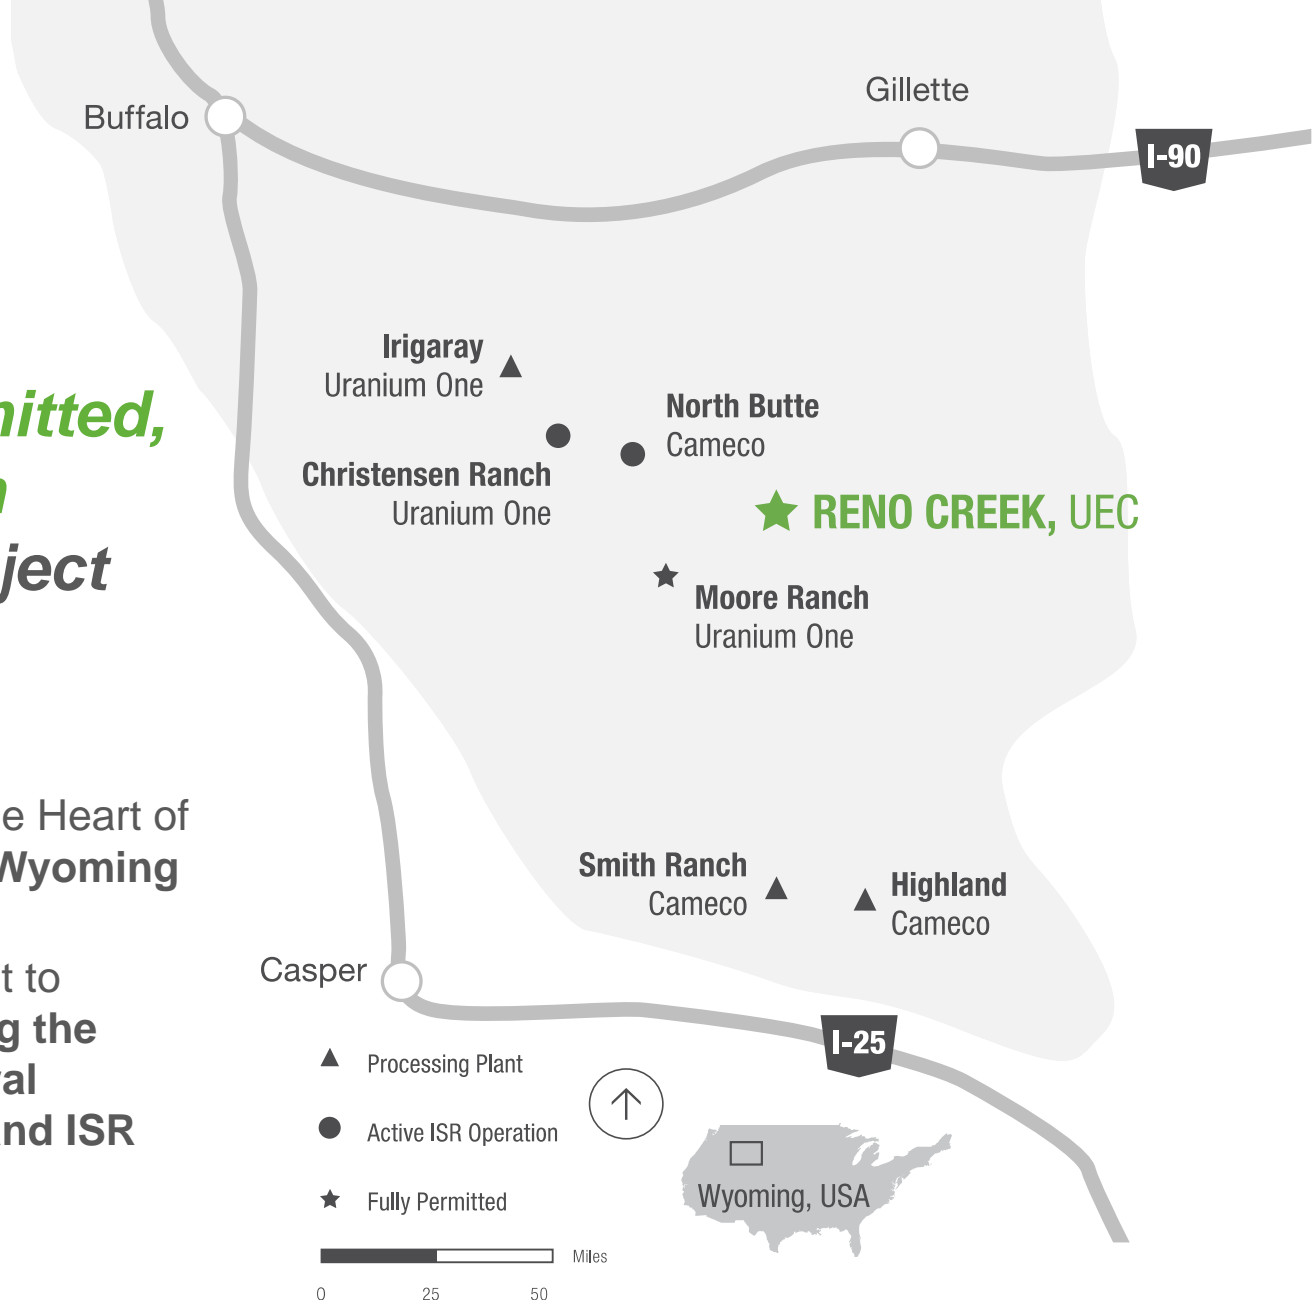 Gillette
Buffalo
I-90
Irigaray
Uranium One
North Butte
Cameco
Christensen Ranch
Uranium One
RENO CREEK, UEC
Moore Ranch
Uranium One
ject
e Heart of
Wyoming
Smith Ranch
Cameco
Highland
Cameco
Casper
t to
g the
I-25
nd ISR
Processing Plant
Active ISR Operation
Fully Permitted
Wyoming, USA
Miles
0 25 50